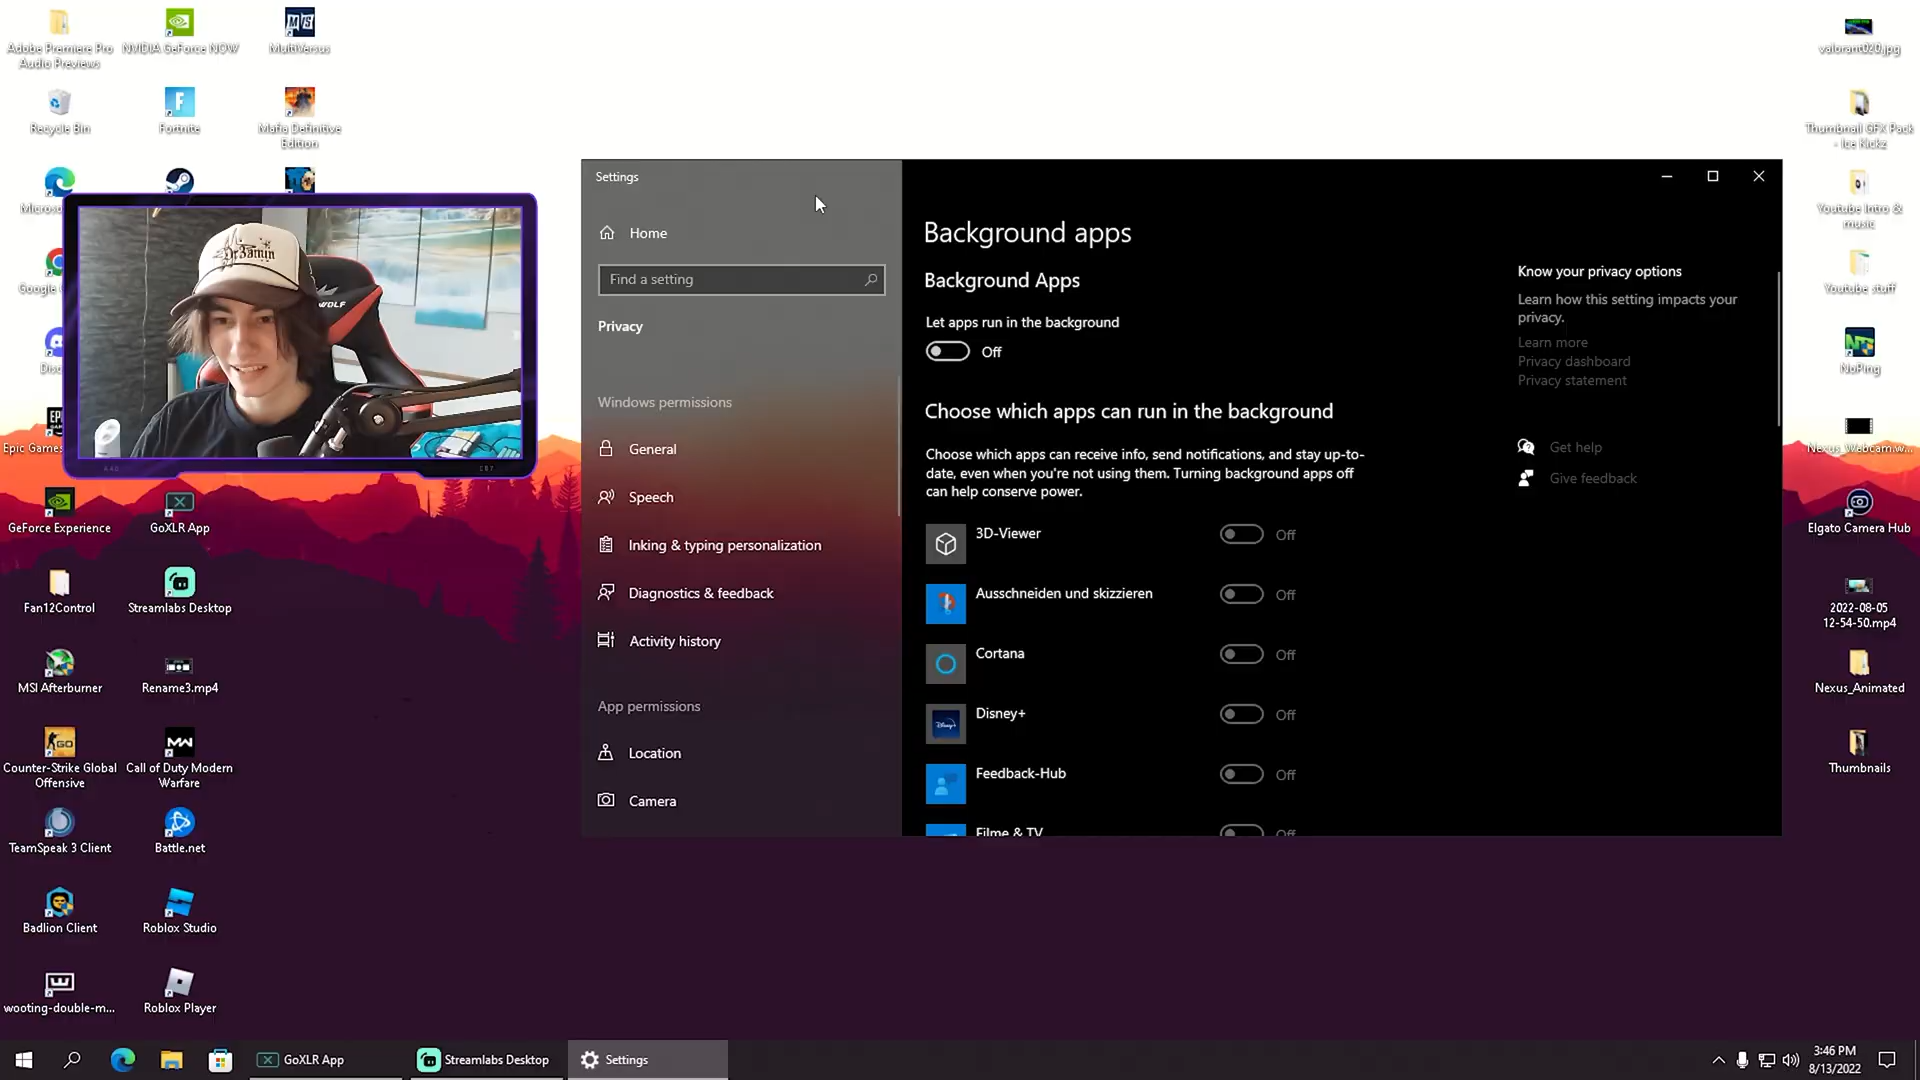 Adobe Premiere Pro
Audio Previews
NVIDIA GeForce NOW
MultiVersus
Recycle Bin
Fortnite
Mafia Definitive
Edition
Microso
Google
Disc
EPIC
Epic Games
GeForce Experience
GoXLR App
Fan12Control
Streamlabs Desktop
MSI Afterburner
Rename3.mp4
Counter-Strike Global
Offensive
Call of Duty Modern
Warfare
TeamSpeak 3 Client
Battle.net
Badlion Client
Roblox Studio
wooting-double-m...
Roblox Player
WOLF
Settings
Home
Find a setting
Privacy
Windows permissions
General
Speech
Inking & typing personalization
Diagnostics & feedback
Activity history
App permissions
Location
Camera
Background apps
Background Apps
Let apps run in the background
Off
Choose which apps can run in the background
Choose which apps can receive info, send notifications, and stay up-to-
date, even when you're not using them. Turning background apps off
can help conserve power.
3D-Viewer
Off
Ausschneiden und skizzieren
Off
Cortana
Off
Disney+
Off
Feedback-Hub
Off
Filme & TV
Off
Know your privacy options
Learn how this setting impacts your
privacy.
Learn more
Privacy dashboard
Privacy statement
Get help
Give feedback
valorant020.jpg
Thumbnail GFX Pack
- Ice Kickz
Youtube Intro &
music
Youtube stuff
NoPing
Nexus_Webcam.w...
Elgato Camera Hub
2022-08-05
12-54-50.mp4
Nexus_Animated
Thumbnails
GoXLR App
Streamlabs Desktop
Settings
3:46 PM
8/13/2022